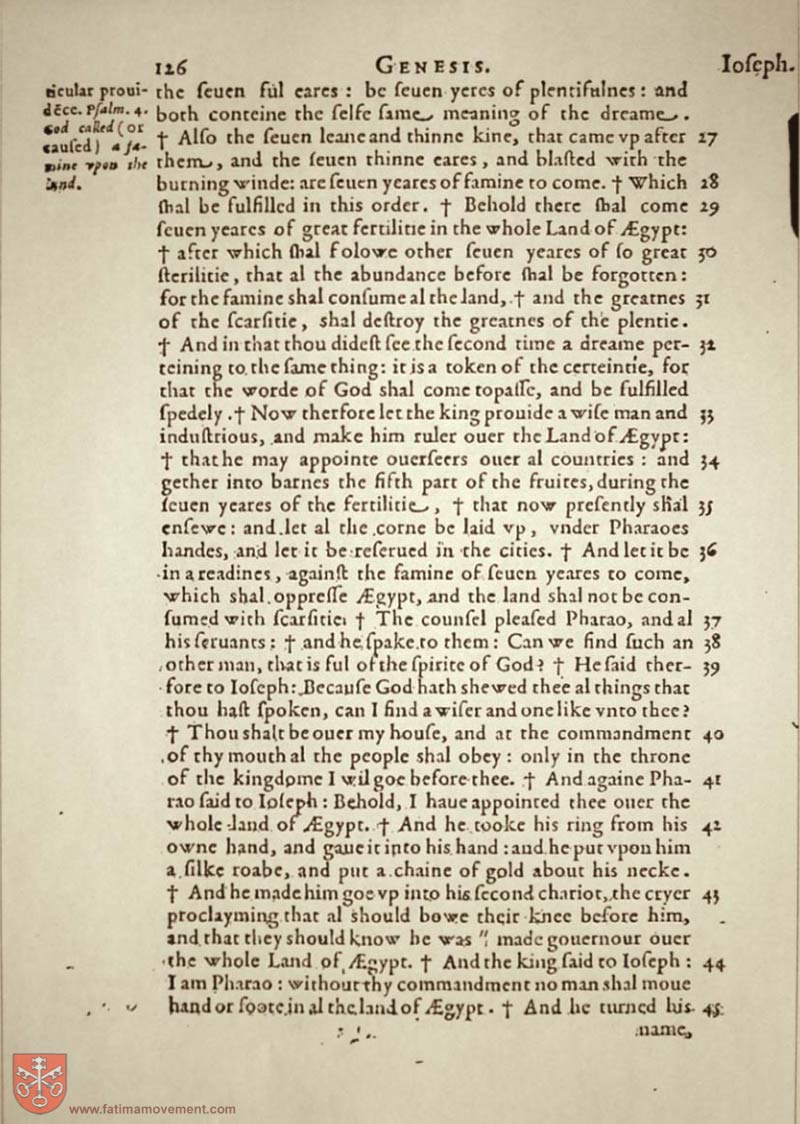 126 GENESIS. Ioseph.
ticular proui-
dẽce. Psalm. 4.
God called (or
caused) a fa-
mine vpon the
land.
the seuen ful eares : be seuen yeres of plentifulnes : and
both conteine the selfe same meaning of the dreame.
† Also the seuen leane and thinne kine, that came vp after 27
them, and the seuen thinne eares, and blasted with the
burning winde: are seuen yeares of famine to come. † Which 28
shal be fulfilled in this order. † Behold there shal come 29
seuen yeares of great fertilitie in the whole Land of Ægypt:
† after which shal folowe other seuen yeares of so great 30
sterilitie, that al the abundance before shal be forgotten:
for the famine shal consume al the land, † and the greatnes 31
of the scarsitie, shal destroy the greatnes of the plentie.
† And in that thou didest see the second time a dreame per- 32
teining to the same thing: it is a token of the certeintie, for
that the worde of God shal come to passe, and be fulfilled
spedely. † Now therfore let the king prouide a wise man and 33
industrious, and make him ruler ouer the Land of Ægypt:
† that he may appointe ouerseers ouer al countries : and 34
gether into barnes the fifth part of the fruites, during the
seuen yeares of the fertilitie, † that now presently shal 35
ensewe: and let al the corne be laid vp, vnder Pharaoes
handes, and let it be reserued in the cities. † And let it be 36
in a readines, against the famine of seuen yeares to come,
which shal oppresse Ægypt, and the land shal not be con-
sumed with scarsitie: † The counsel pleased Pharao, and al 37
his seruants: † and he spake to them: Can we find such an 38
other man, that is ful of the spirite of God? † He said ther- 39
fore to Ioseph: Because God hath shewed thee al things that
thou hast spoken, can I find a wiser and one like vnto thee?
† Thou shalt be ouer my house, and at the commandment 40
of thy mouth al the people shal obey : only in the throne
of the kingdome I wil goe before thee. † And againe Pha- 41
rao said to Ioseph: Behold, I haue appointed thee ouer the
whole land of Ægypt. † And he tooke his ring from his 42
owne hand, and gaue it into his hand: and he put vpon him
a silke roabe, and put a chaine of gold about his necke.
† And he made him goe vp into his second chariot, the cryer 43
proclayming that al should bowe their knee before him,
and that they should know he was " made gouernour ouer
the whole Land of Ægypt. † And the king said to Ioseph : 44
I am Pharao : without thy commandment no man shal moue
hand or foote in al the land of Ægypt. † And he turned his 45
name,
www.fatimamovement.com